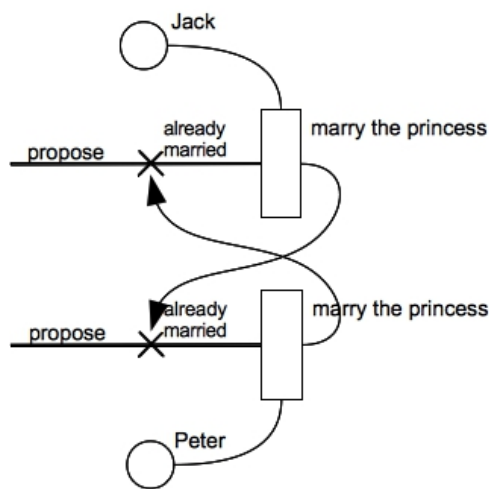 Jack
already
married
marry the princess
propose
already
married
marry the princess
propose
Peter